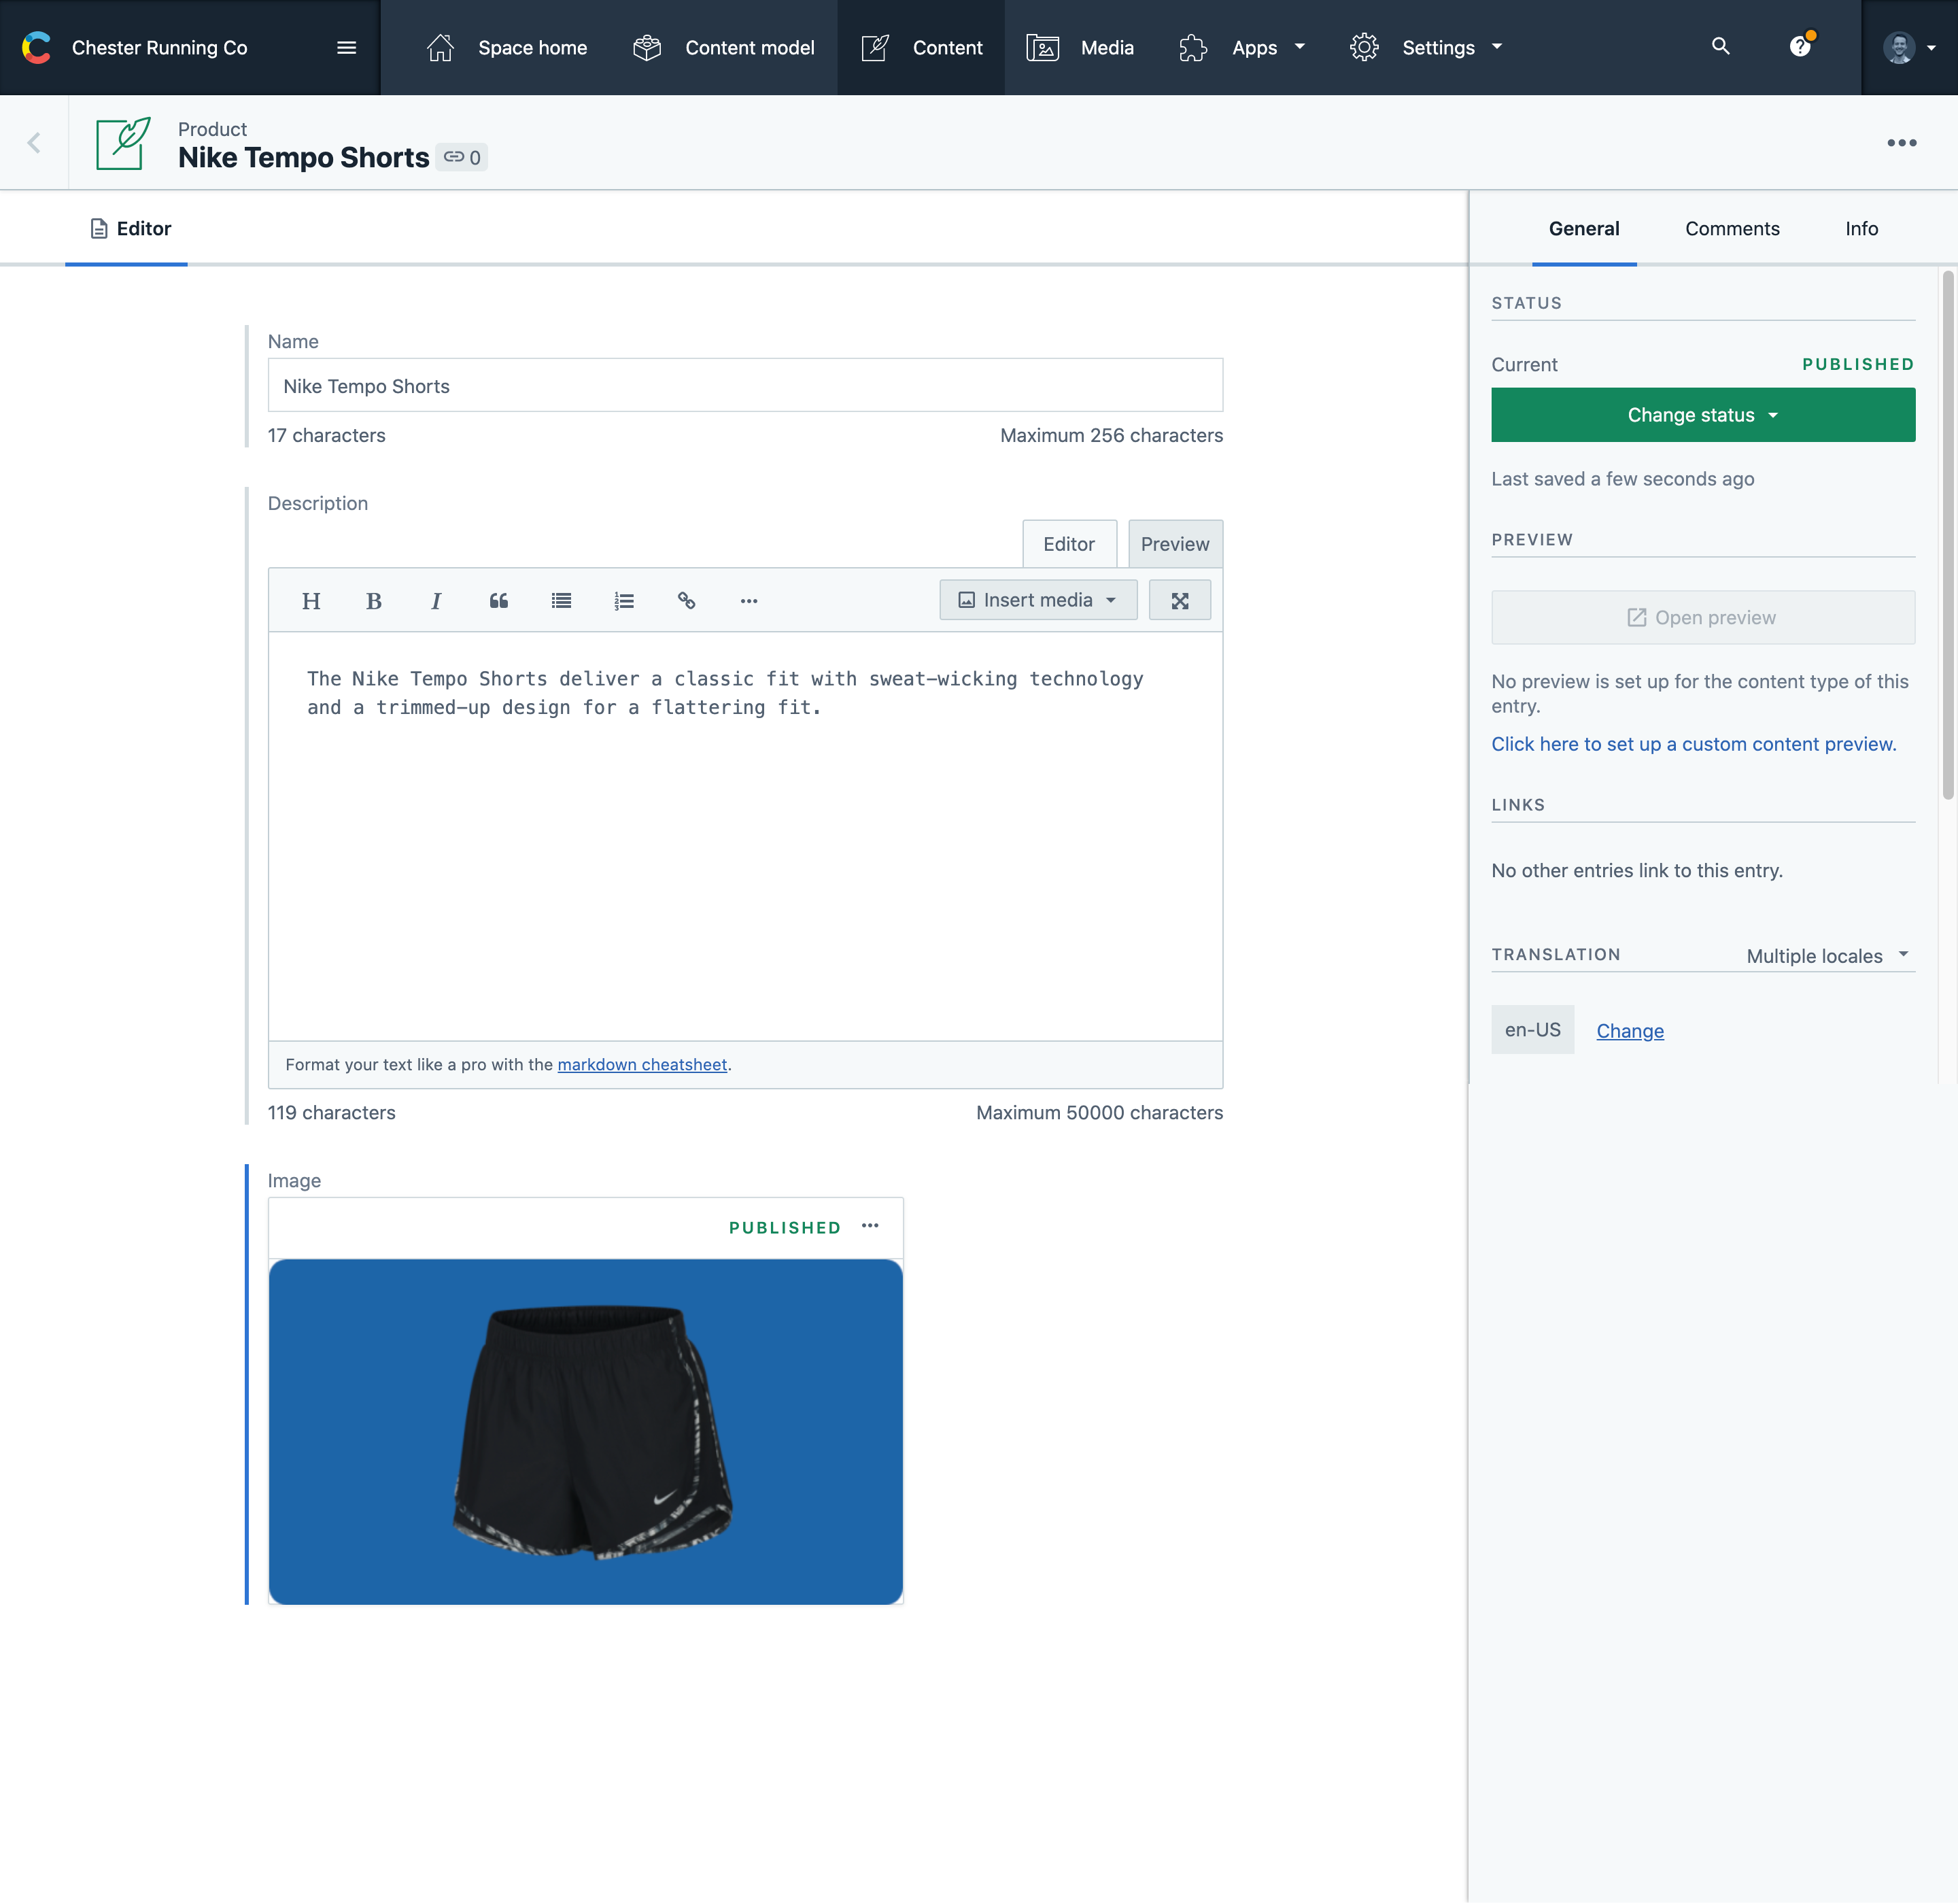 Chester Running Co
Space home
Content model
Content
Media
Apps
Settings
Product
Nike Tempo Shorts
0
Editor
General
Comments
Info
Name
Nike Tempo Shorts
17 characters
Maximum 256 characters
Description
Editor
Preview
H
B
I
Insert media
The Nike Tempo Shorts deliver a classic fit with sweat-wicking technology
and a trimmed-up design for a flattering fit.
Format your text like a pro with the markdown cheatsheet.
119 characters
Maximum 50000 characters
Image
PUBLISHED
STATUS
Current
PUBLISHED
Change status
Last saved a few seconds ago
PREVIEW
Open preview
No preview is set up for the content type of this
entry.
Click here to set up a custom content preview.
LINKS
No other entries link to this entry.
TRANSLATION
Multiple locales
en-US
Change